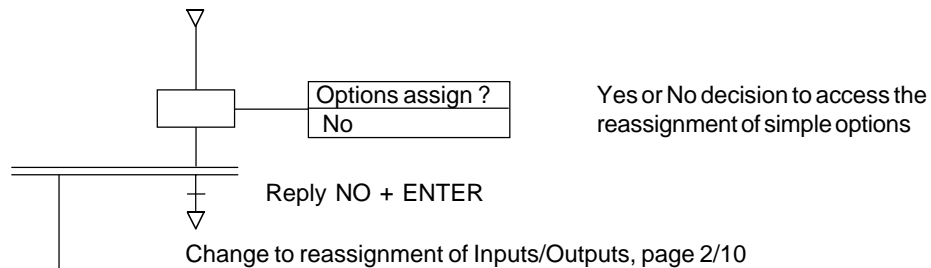 Options assign ?
No
Yes or No decision to access the
reassignment of simple options
Reply NO + ENTER
Change to reassignment of Inputs/Outputs, page 2/10